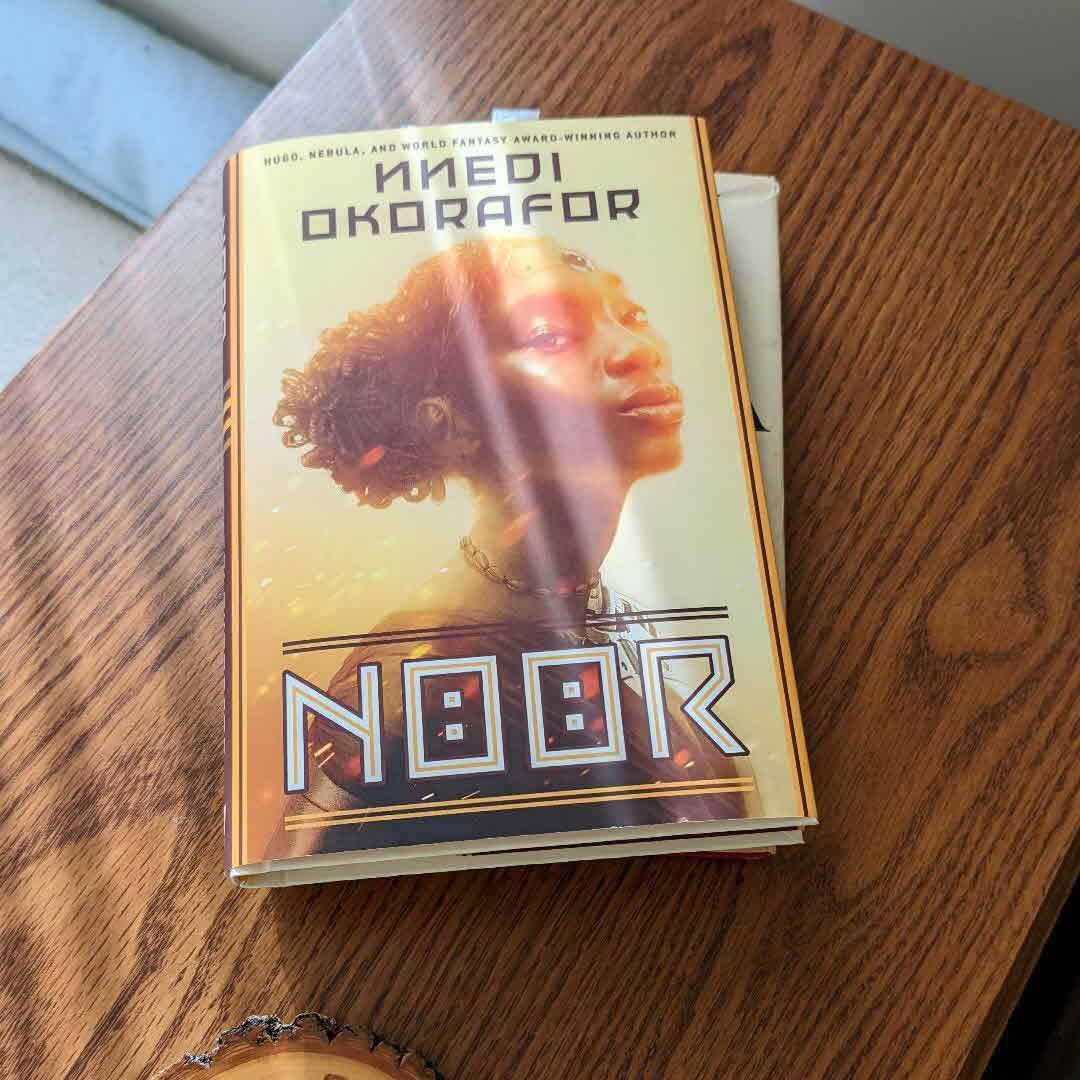 HUGO, NEBULA, AND WORLD FANTASY AWARD-WINNING AUTHOR
NNEDI
OKORAFOR
NOOR